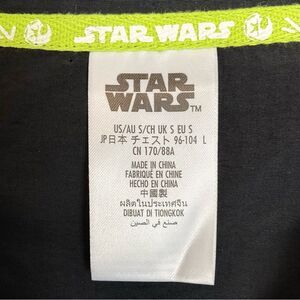 STAR WARS
STAR
WARS
TM
US/AU S/CH UK S EU S
JP日本 チェスト 96-104 L
CN 170/88A
MADE IN CHINA
FABRIQUÉ EN CHINE
HECHO EN CHINA
中國製
ผลิตในประเทศจีน
DIBUAT DI TIONGKOK
صنع في الصين